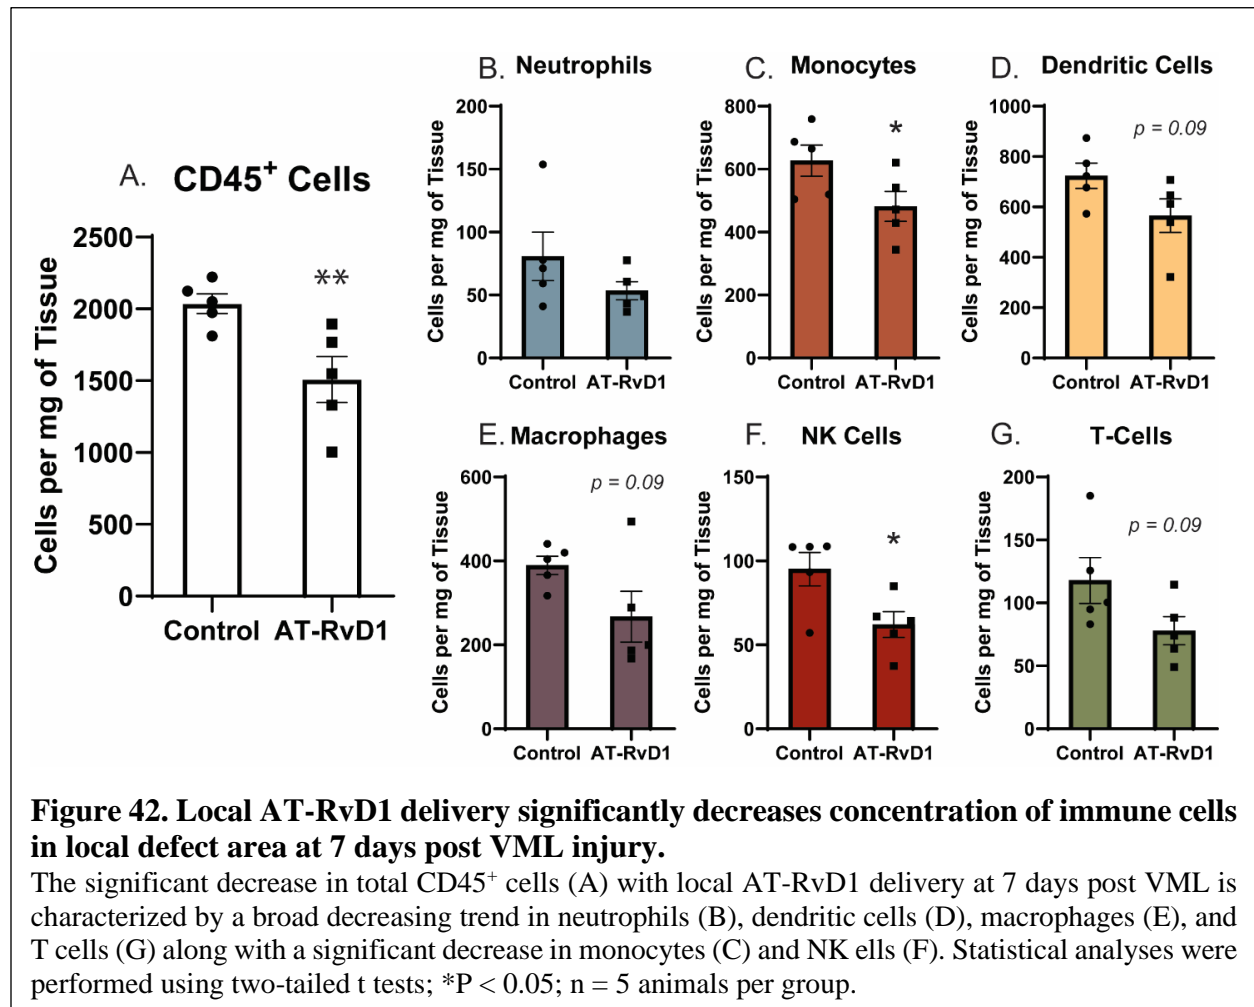 A. CD45+ Cells
Cells per mg of Tissue
2500
2000
1500
1000
500
0
**
Control AT-RvD1
B. Neutrophils
Cells per mg of Tissue
200
150
100
50
0
Control AT-RvD1
C. Monocytes
Cells per mg of Tissue
800
600
400
200
0
*
Control AT-RvD1
D. Dendritic Cells
Cells per mg of Tissue
1000
800
600
400
200
0
p = 0.09
Control AT-RvD1
E. Macrophages
Cells per mg of Tissue
600
400
200
0
p = 0.09
Control AT-RvD1
F. NK Cells
Cells per mg of Tissue
150
100
50
0
*
Control AT-RvD1
G. T-Cells
Cells per mg of Tissue
200
150
100
50
0
p = 0.09
Control AT-RvD1
Figure 42. Local AT-RvD1 delivery significantly decreases concentration of immune cells
in local defect area at 7 days post VML injury.
The significant decrease in total CD45+ cells (A) with local AT-RvD1 delivery at 7 days post VML is
characterized by a broad decreasing trend in neutrophils (B), dendritic cells (D), macrophages (E), and
T cells (G) along with a significant decrease in monocytes (C) and NK ells (F). Statistical analyses were
performed using two-tailed t tests; *P < 0.05; n = 5 animals per group.